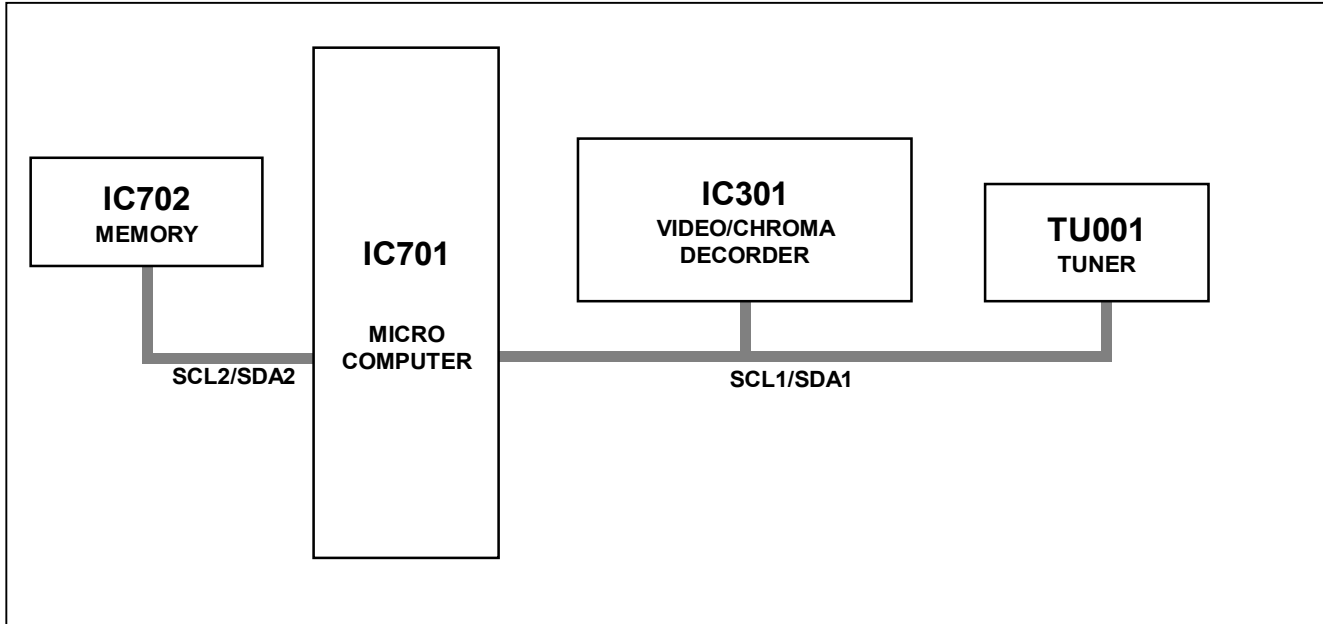 IC702
MEMORY
IC701
MICRO
COMPUTER
IC301
VIDEO/CHROMA
DECORDER
TU001
TUNER
SCL2/SDA2
SCL1/SDA1